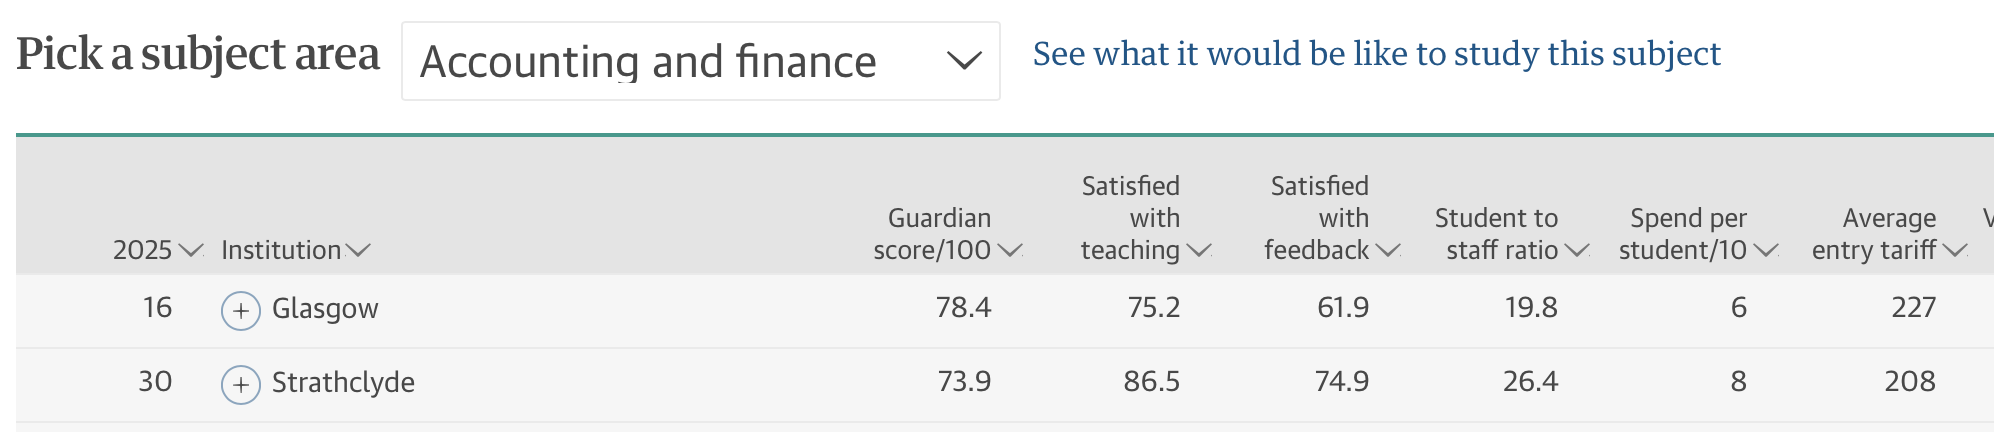 Pick a subject area Accounting and finance See what it would be like to study this subject
2025 Institution Guardian score/100 Satisfied with teaching Satisfied with feedback Student to staff ratio Spend per student/10 Average entry tariff
16 Glasgow 78.4 75.2 61.9 19.8 6 227
30 Strathclyde 73.9 86.5 74.9 26.4 8 208